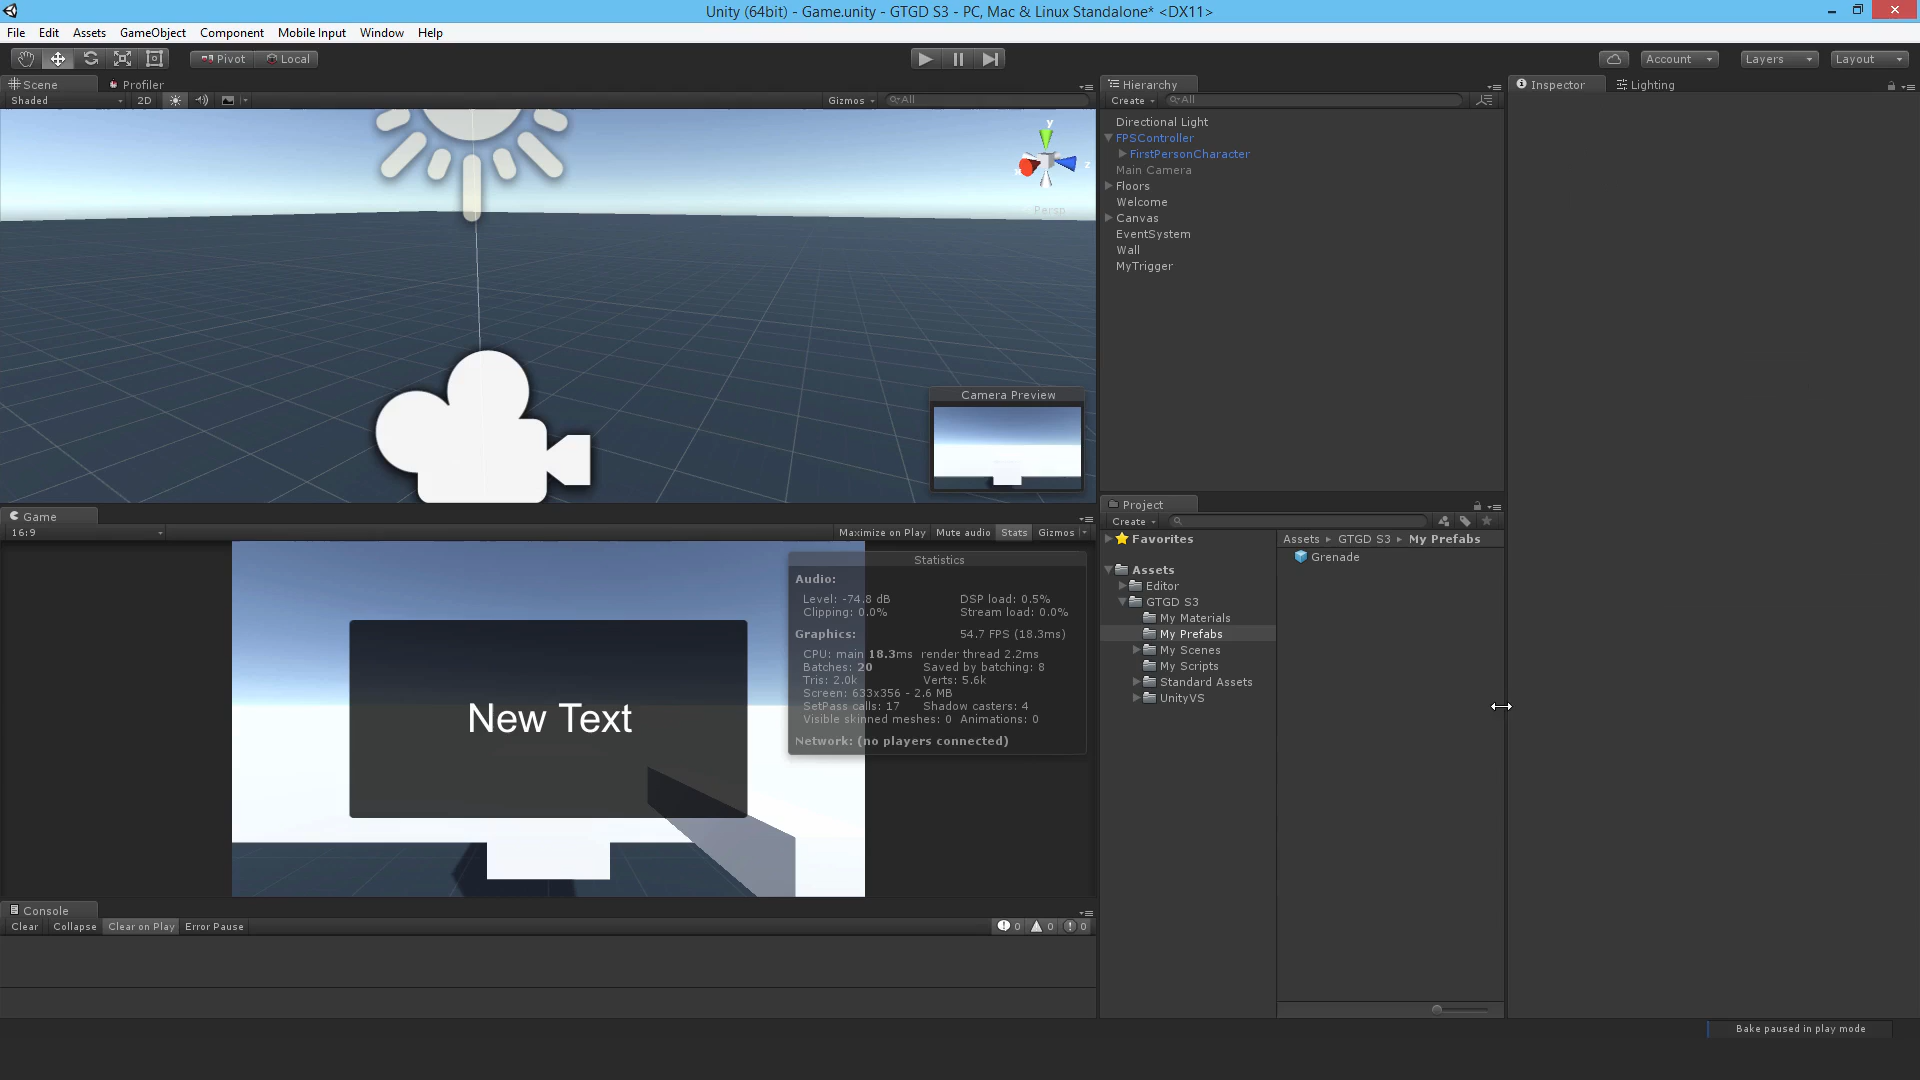 Unity (64bit) - Game.unity - GTGD S3 - PC, Mac & Linux Standalone* <DX11>
File Edit Assets GameObject Component Mobile Input Window Help
Pivot Local
Account Layers Layout
Scene Profiler
Shaded 2D Gizmos All
y
x
z
Persp
Camera Preview
Game
16:9 Maximize on Play Mute audio Stats Gizmos
Statistics
Audio:
Level: -74.8 dB DSP load: 0.5%
Clipping: 0.0% Stream load: 0.0%
Graphics: 54.7 FPS (18.3ms)
CPU: main 18.3ms render thread 2.2ms
Batches: 20 Saved by batching: 8
Tris: 2.0k Verts: 5.6k
Screen: 633x356 - 2.6 MB
SetPass calls: 17 Shadow casters: 4
Visible skinned meshes: 0 Animations: 0
Network: (no players connected)
New Text
Console
Clear Collapse Clear on Play Error Pause 0 0 0
Hierarchy
Create All
Directional Light
FPSController
FirstPersonCharacter
Main Camera
Floors
Welcome
Canvas
EventSystem
Wall
MyTrigger
Project
Create
Favorites
Assets
Editor
GTGD S3
My Materials
My Prefabs
My Scenes
My Scripts
Standard Assets
UnityVS
Assets GTGD S3 My Prefabs
Grenade
Inspector Lighting
Bake paused in play mode